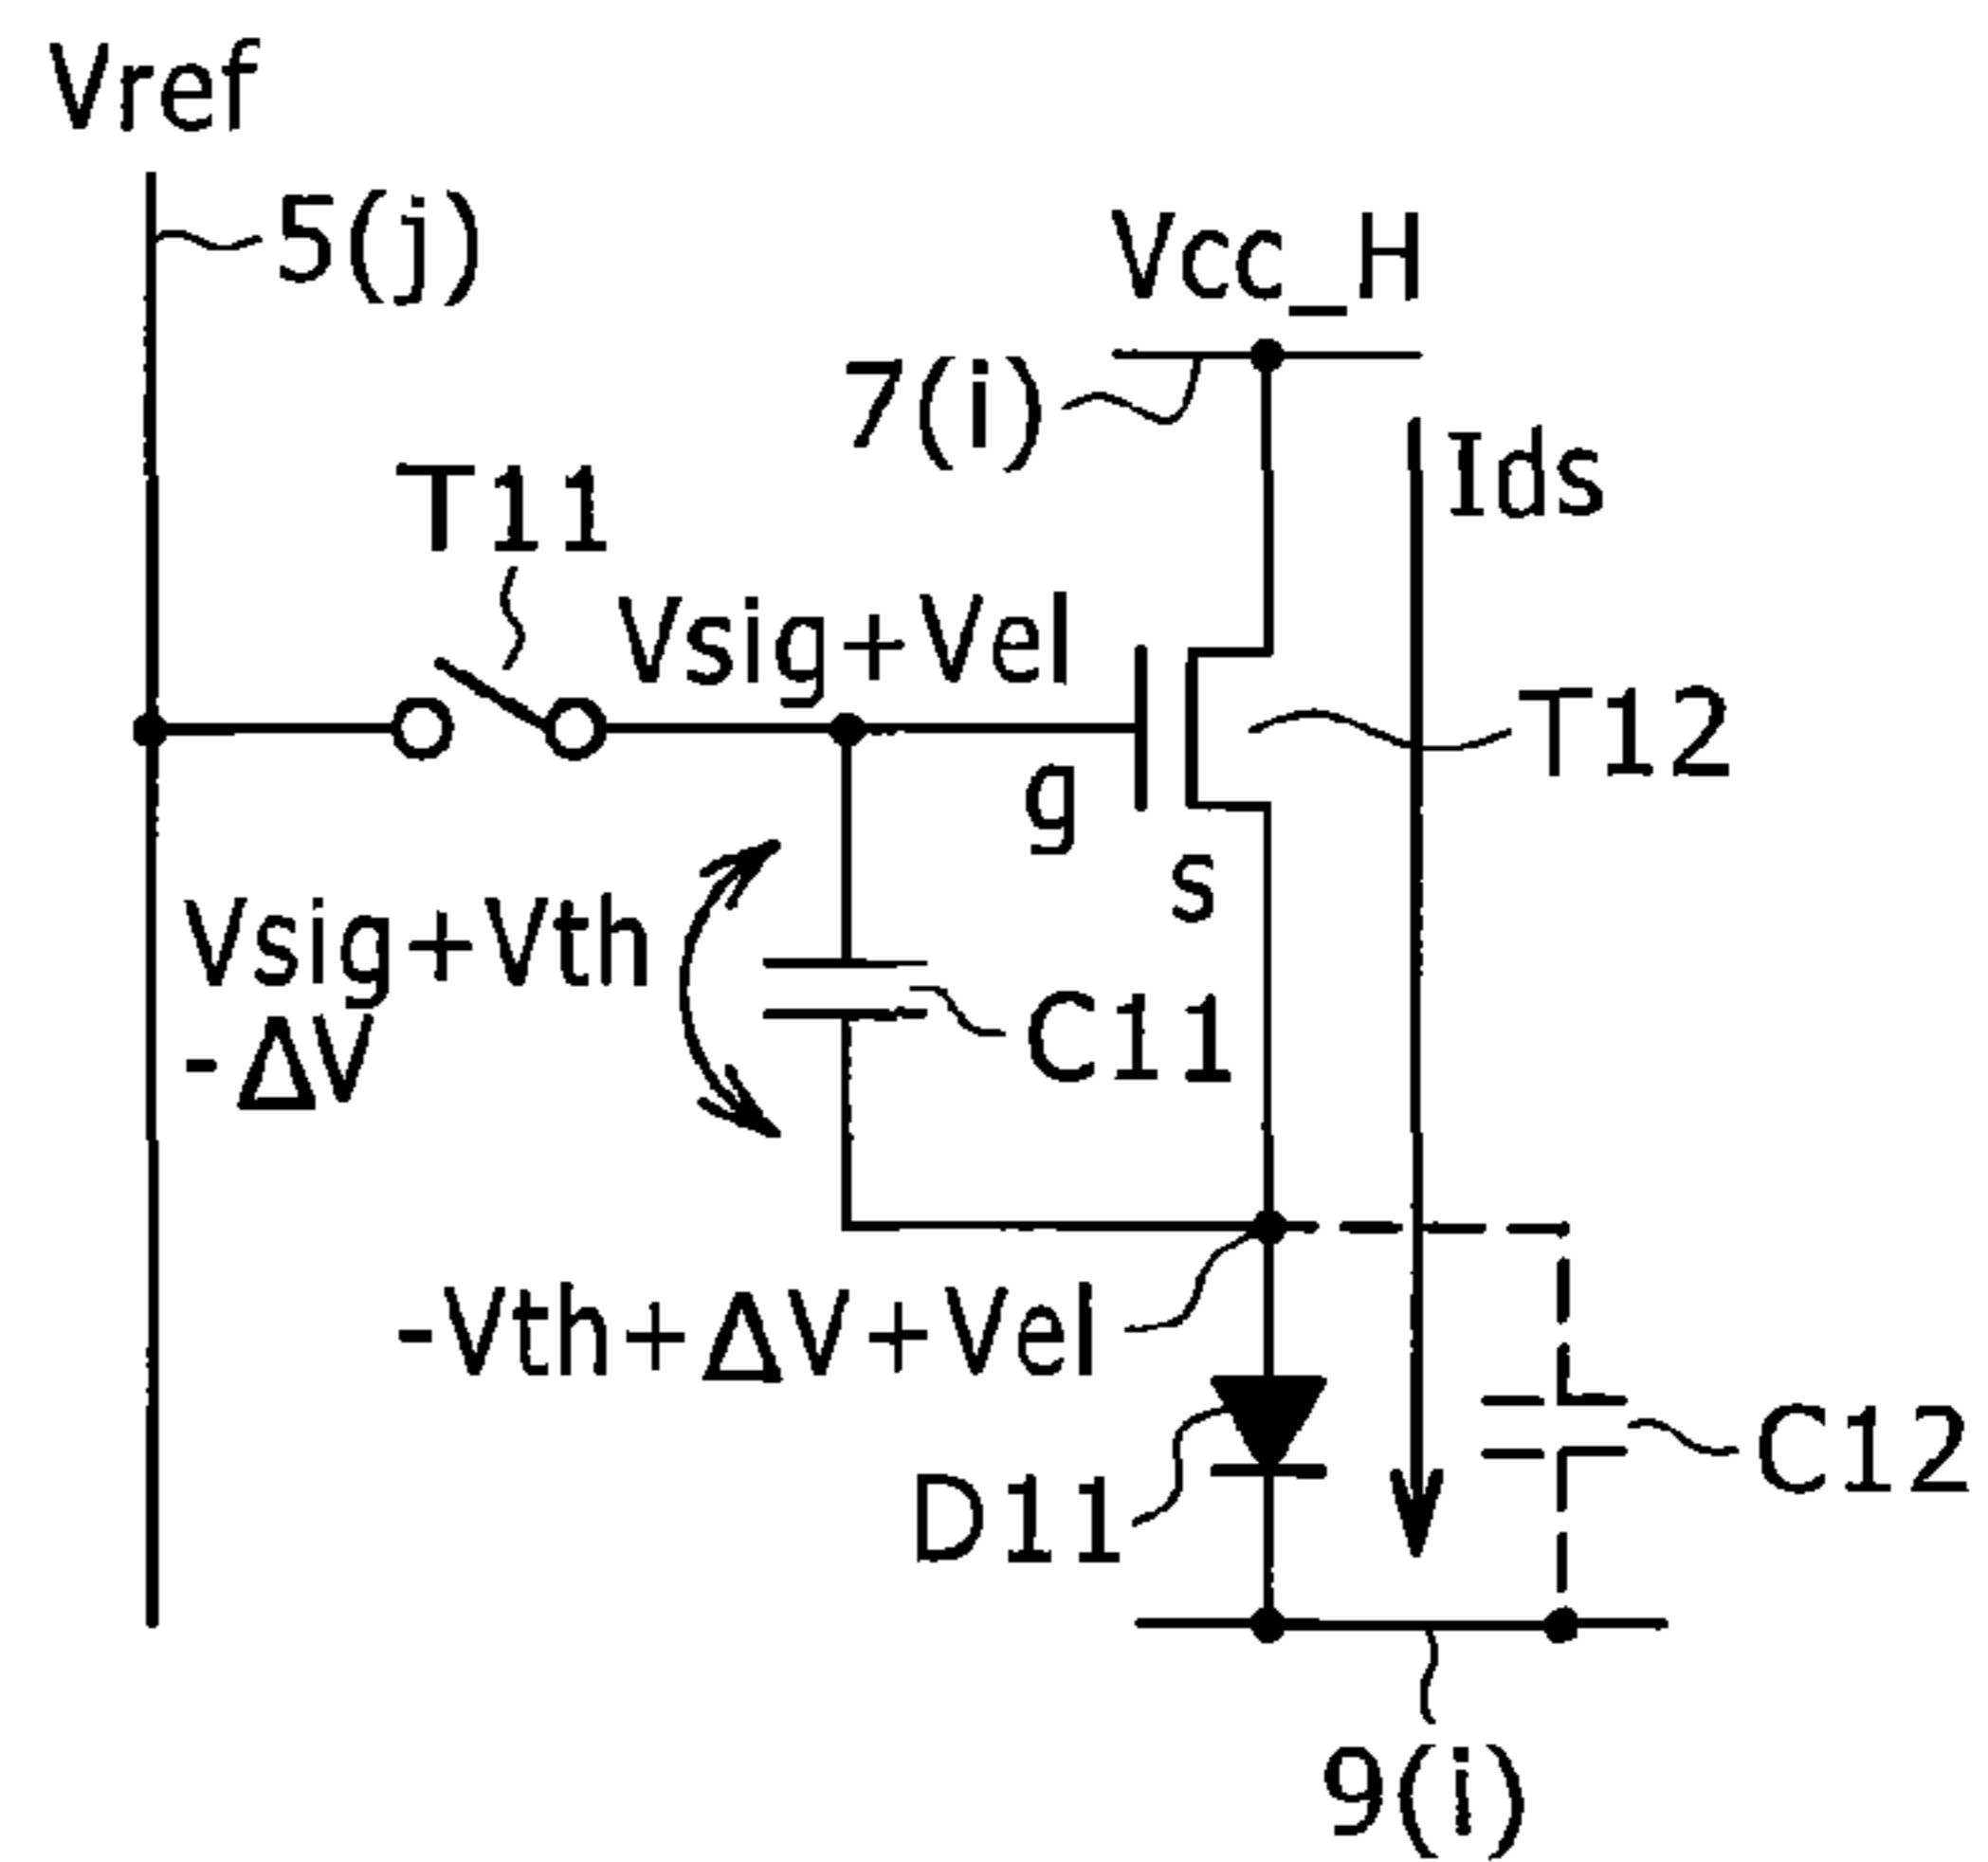 Vref
5(j)
Vcc_H
7(i)
Ids
T11
Vsig+Vel
T12
g
s
Vsig+Vth
-ΔV
C11
-Vth+ΔV+Vel
C12
D11
9(i)